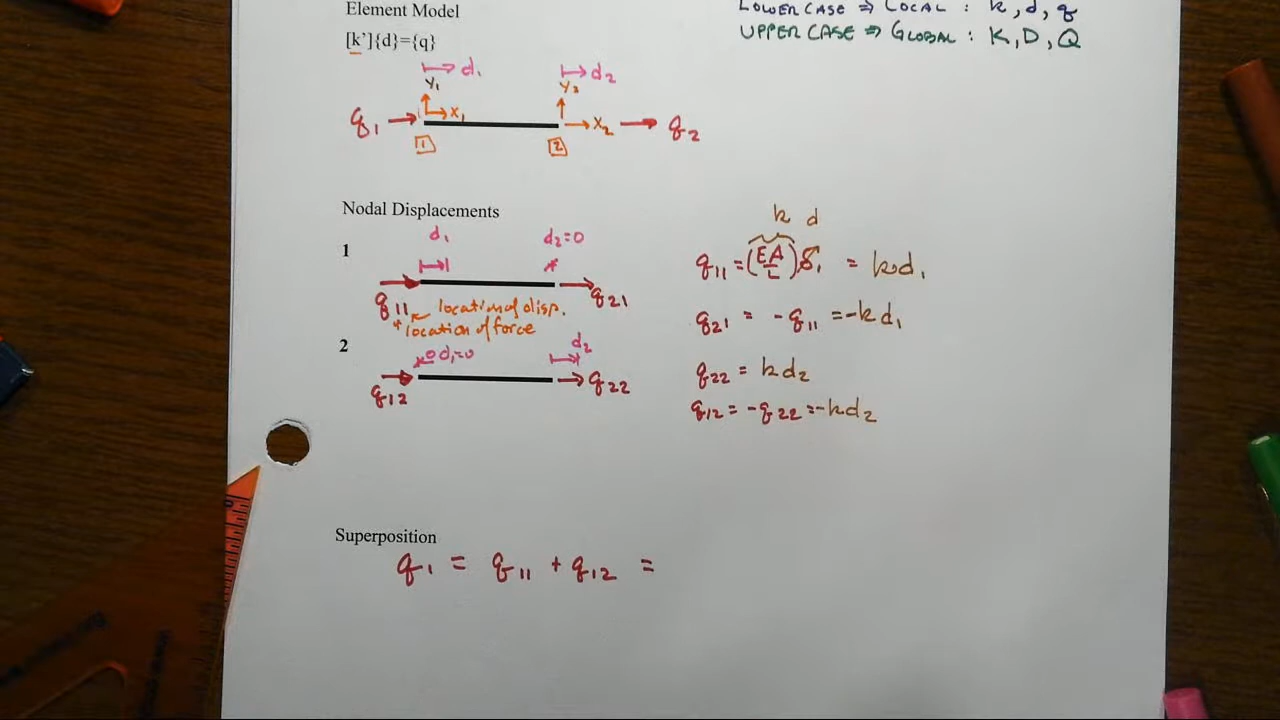 Element Model
LOWER CASE ⇒ LOCAL : k, d, q
UPPER CASE ⇒ GLOBAL : K, D, Q
[k']{d}={q}
d₁ d₂
y₁ y₂
q₁ x₁ x₂ q₂
1 2
Nodal Displacements
k d
1
d₁ d₂=0
q₁₁ = (EA/L) δ₁ = kd₁
q₁₁ location of disp. q₂₁
location of force
q₂₁ = -q₁₁ = -kd₁
2
d₁=0 d₂
q₁₂ q₂₂
q₂₂ = kd₂
q₁₂ = -q₂₂ = -kd₂
Superposition
q₁ = q₁₁ + q₁₂ =